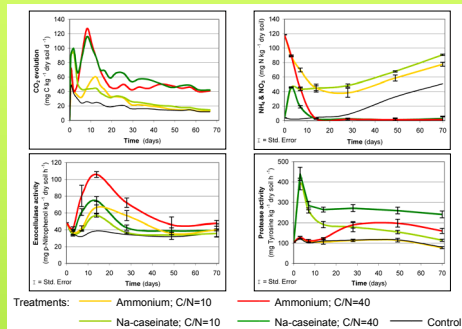 140
120
100
80
60
40
20
0
CO₂ evolution
(mg C kg⁻¹ dry soil d⁻¹)
0 10 20 30 40 50 60 70
Time (days)
I = Std. Error
140
120
100
80
60
40
20
0
NH₄ & NO₃
(mg N kg⁻¹ dry soil)
0 10 20 30 40 50 60 70
Time (days)
I = Std. Error
120
100
80
60
40
20
0
Exocellulase activity
(mg p-Nitrophenol kg⁻¹ dry soil h⁻¹)
0 10 20 30 40 50 60 70
Time (days)
I = Std. Error
500
400
300
200
100
0
Protease activity
(mg Tyrosine kg⁻¹ dry soil h⁻¹)
0 10 20 30 40 50 60 70
Time (days)
I = Std. Error
Treatments: Ammonium; C/N=10 Ammonium; C/N=40
Na-caseinate; C/N=10 Na-caseinate; C/N=40 Control